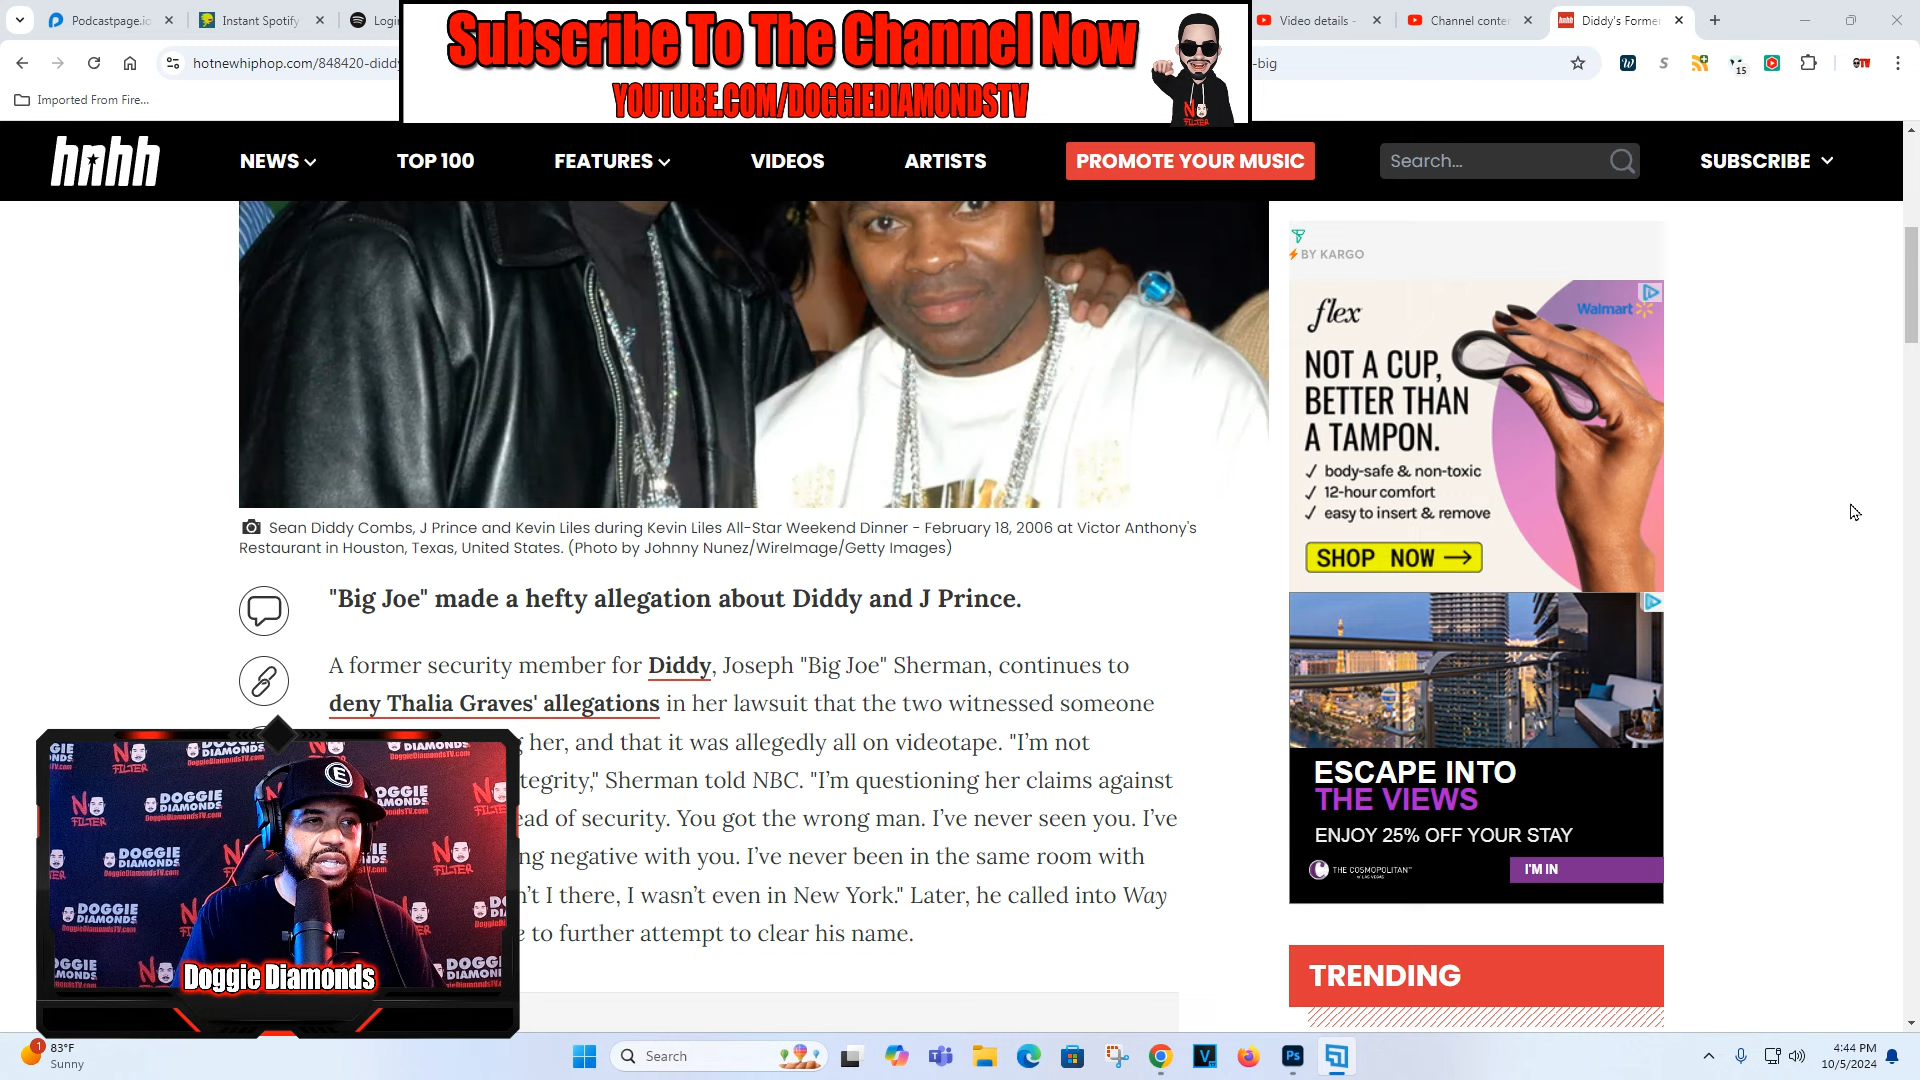 Podcastpage.io
Instant Spotify
Login
Video details -
Channel conten
Diddy's Former
Subscribe To The Channel Now
YOUTUBE.COM/DOGGIEDIAMONDSTV
hotnewhiphop.com/848420-diddy
-big
15
Imported From Fire...
hnhh
NEWS
TOP 100
FEATURES
VIDEOS
ARTISTS
PROMOTE YOUR MUSIC
Search...
SUBSCRIBE
BY KARGO
flex
Walmart
NOT A CUP,
BETTER THAN
A TAMPON.
✓ body-safe & non-toxic
✓ 12-hour comfort
✓ easy to insert & remove
SHOP NOW →
Sean Diddy Combs, J Prince and Kevin Liles during Kevin Liles All-Star Weekend Dinner - February 18, 2006 at Victor Anthony's
Restaurant in Houston, Texas, United States. (Photo by Johnny Nunez/WireImage/Getty Images)
"Big Joe" made a hefty allegation about Diddy and J Prince.
A former security member for Diddy, Joseph "Big Joe" Sherman, continues to
deny Thalia Graves' allegations in her lawsuit that the two witnessed someone
her, and that it was allegedly all on videotape. "I'm not
tegrity," Sherman told NBC. "I'm questioning her claims against
ead of security. You got the wrong man. I've never seen you. I've
ng negative with you. I've never been in the same room with
n't I there, I wasn't even in New York." Later, he called into Way
e to further attempt to clear his name.
ESCAPE INTO
THE VIEWS
ENJOY 25% OFF YOUR STAY
THE COSMOPOLITAN
I'M IN
TRENDING
NO FILTER
DOGGIE DIAMONDS
DoggieDiamondsTV.com
Doggie Diamonds
1
83°F
Sunny
Search
4:44 PM
10/5/2024